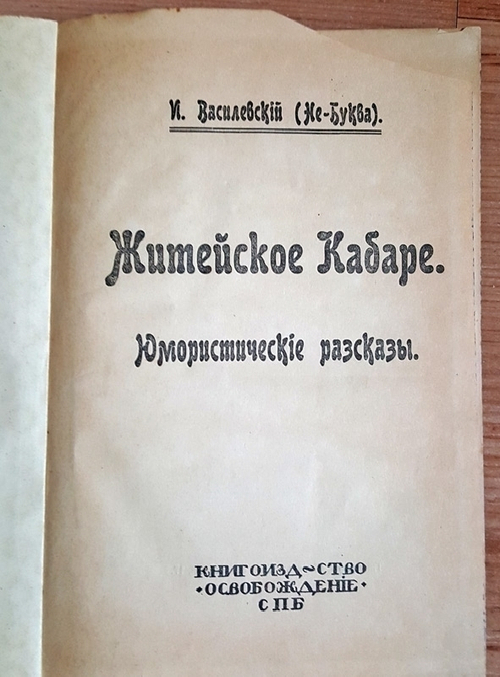 И. Василевскій (Не-Буква).
Житейское Кабаре.
Юмористическіе разсказы.
КНИГОИЗД~СТВО
•ОСВОБОЖДЕНІЕ•
СПБ